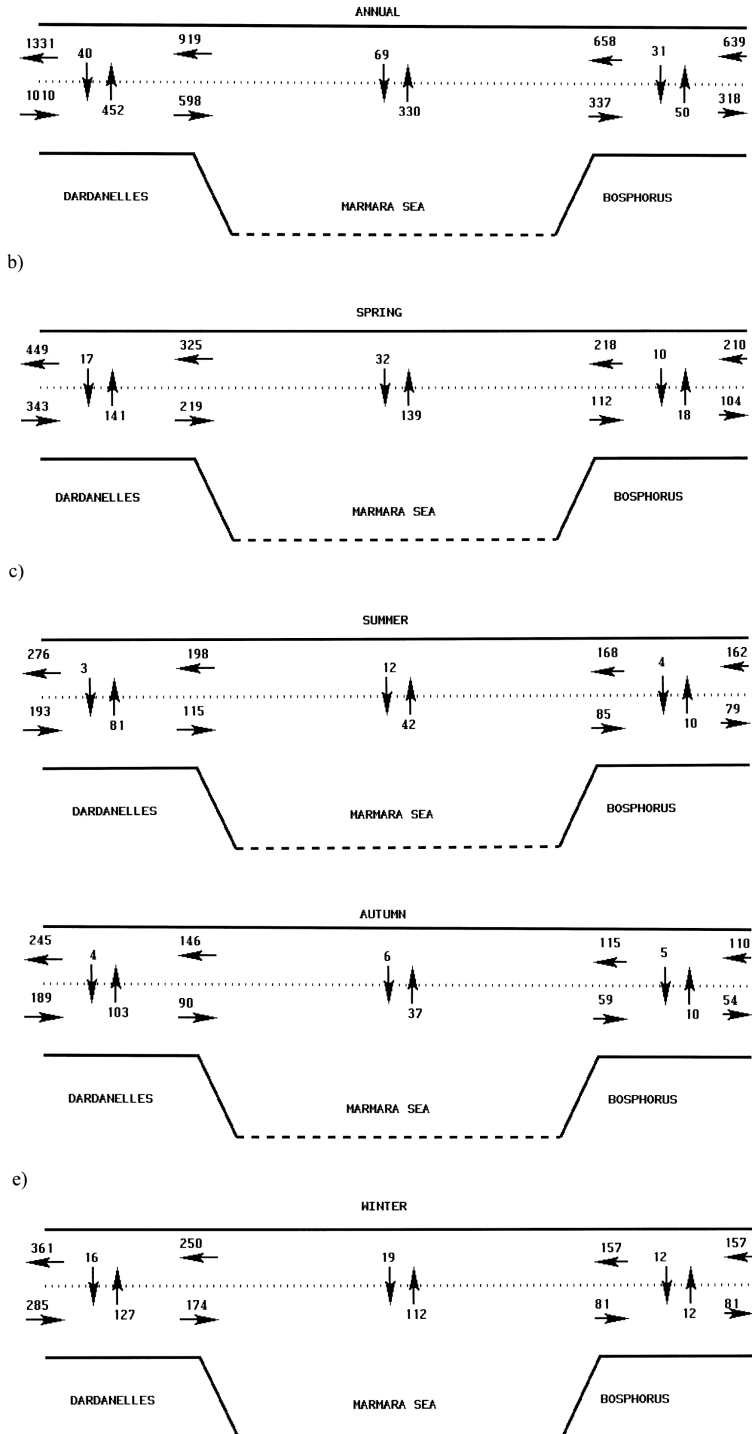 ANNUAL
1331 919 658 639
40 69 31
1010 452 598 330 337 50 318
DARDANELLES MARMARA SEA BOSPHORUS
b)
SPRING
449 325 218 210
17 32 10
343 141 219 139 112 18 104
DARDANELLES MARMARA SEA BOSPHORUS
c)
SUMMER
276 198 168 162
3 12 4
193 81 115 42 85 10 79
DARDANELLES MARMARA SEA BOSPHORUS
AUTUMN
245 146 115 110
4 6 5
189 103 90 37 59 10 54
DARDANELLES MARMARA SEA BOSPHORUS
e)
WINTER
361 250 157 157
16 19 12
285 127 174 112 81 12 81
DARDANELLES MARMARA SEA BOSPHORUS